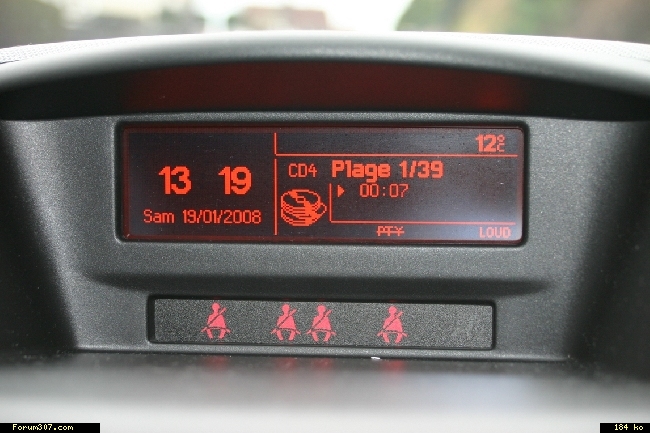 12°C
13 19
CD4 Plage 1/39
00:07
Sam 19/01/2008
PTY LOUD
Forum307.com
184 ko